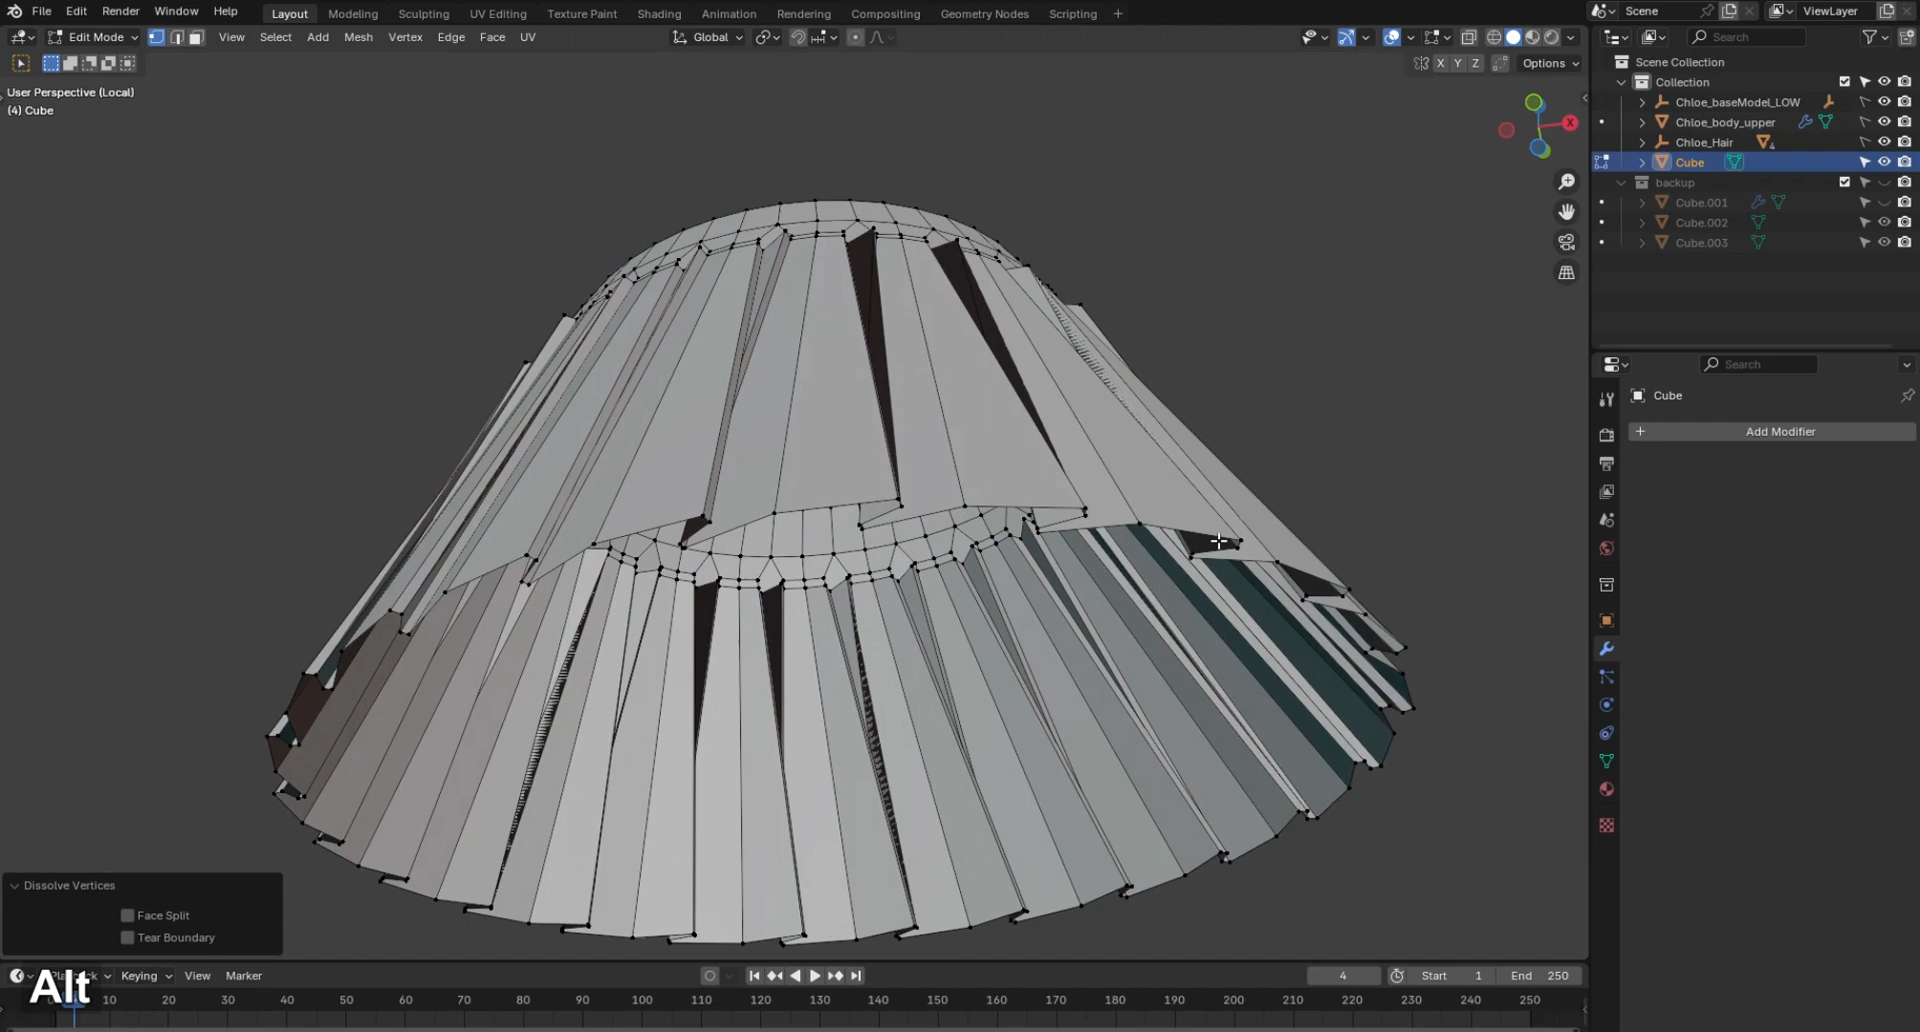 File Edit Render Window Help Layout Modeling Sculpting UV Editing Texture Paint Shading Animation Rendering Compositing Geometry Nodes Scripting + Scene ViewLayer
Edit Mode View Select Add Mesh Vertex Edge Face UV Global Search
X Y Z Options
User Perspective (Local)
(4) Cube
X
Scene Collection
Collection
Chloe_baseModel_LOW
Chloe_body_upper
Chloe_Hair 4
Cube
backup
Cube.001
Cube.002
Cube.003
Search
Cube
+ Add Modifier
Dissolve Vertices
Face Split
Tear Boundary
Keying View Marker 4 Start 1 End 250
Alt
10 20 30 40 50 60 70 80 90 100 110 120 130 140 150 160 170 180 190 200 210 220 230 240 250